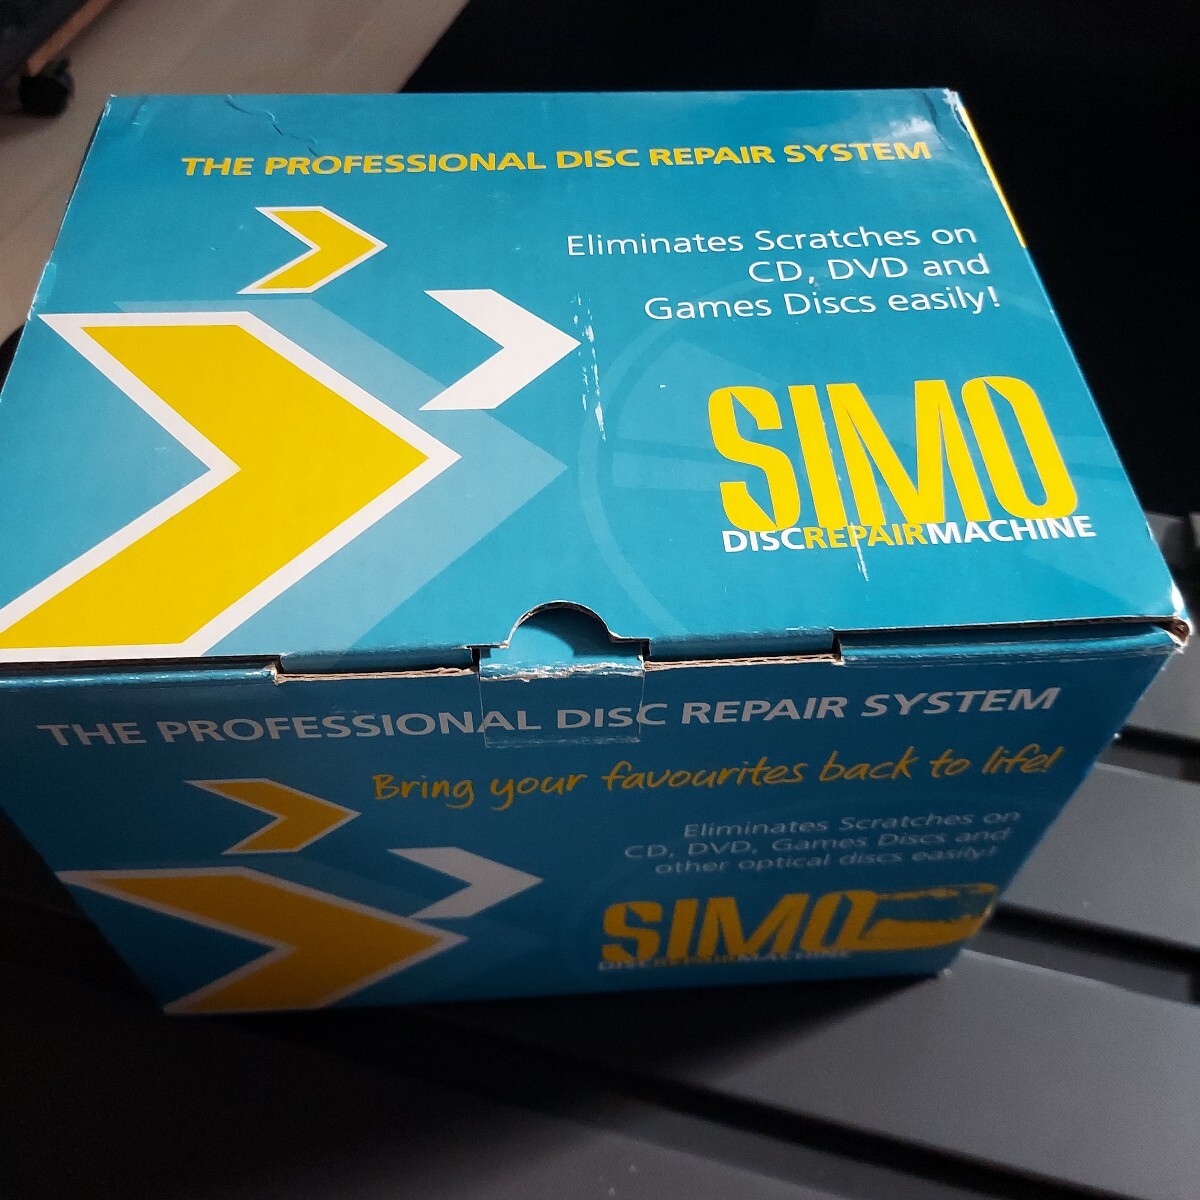 THE PROFESSIONAL DISC REPAIR SYSTEM
Eliminates Scratches on
CD, DVD and
Games Discs easily!
SIMO
DISCREPAIRMACHINE
THE PROFESSIONAL DISC REPAIR SYSTEM
Bring your favourites back to life!
Eliminates Scratches on
CD, DVD, Games Discs and
other optical discs easily!
SIMO
DISCREPAIRMACHINE